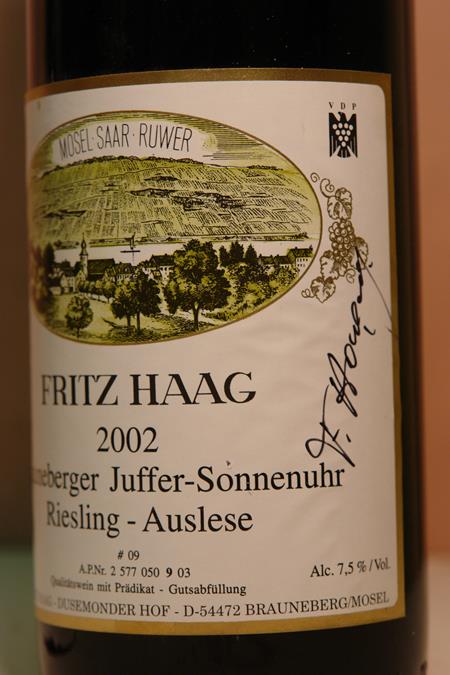 VDP
MOSEL·SAAR·RUWER
FRITZ HAAG
2002
uneberger Juffer-Sonnenuhr
Riesling - Auslese
# 09
A.P.Nr. 2 577 050 9 03
Alc. 7,5 % / Vol.
Qualitätswein mit Prädikat - Gutsabfüllung
DUSEMONDER HOF - D-54472 BRAUNEBERG/MOSEL